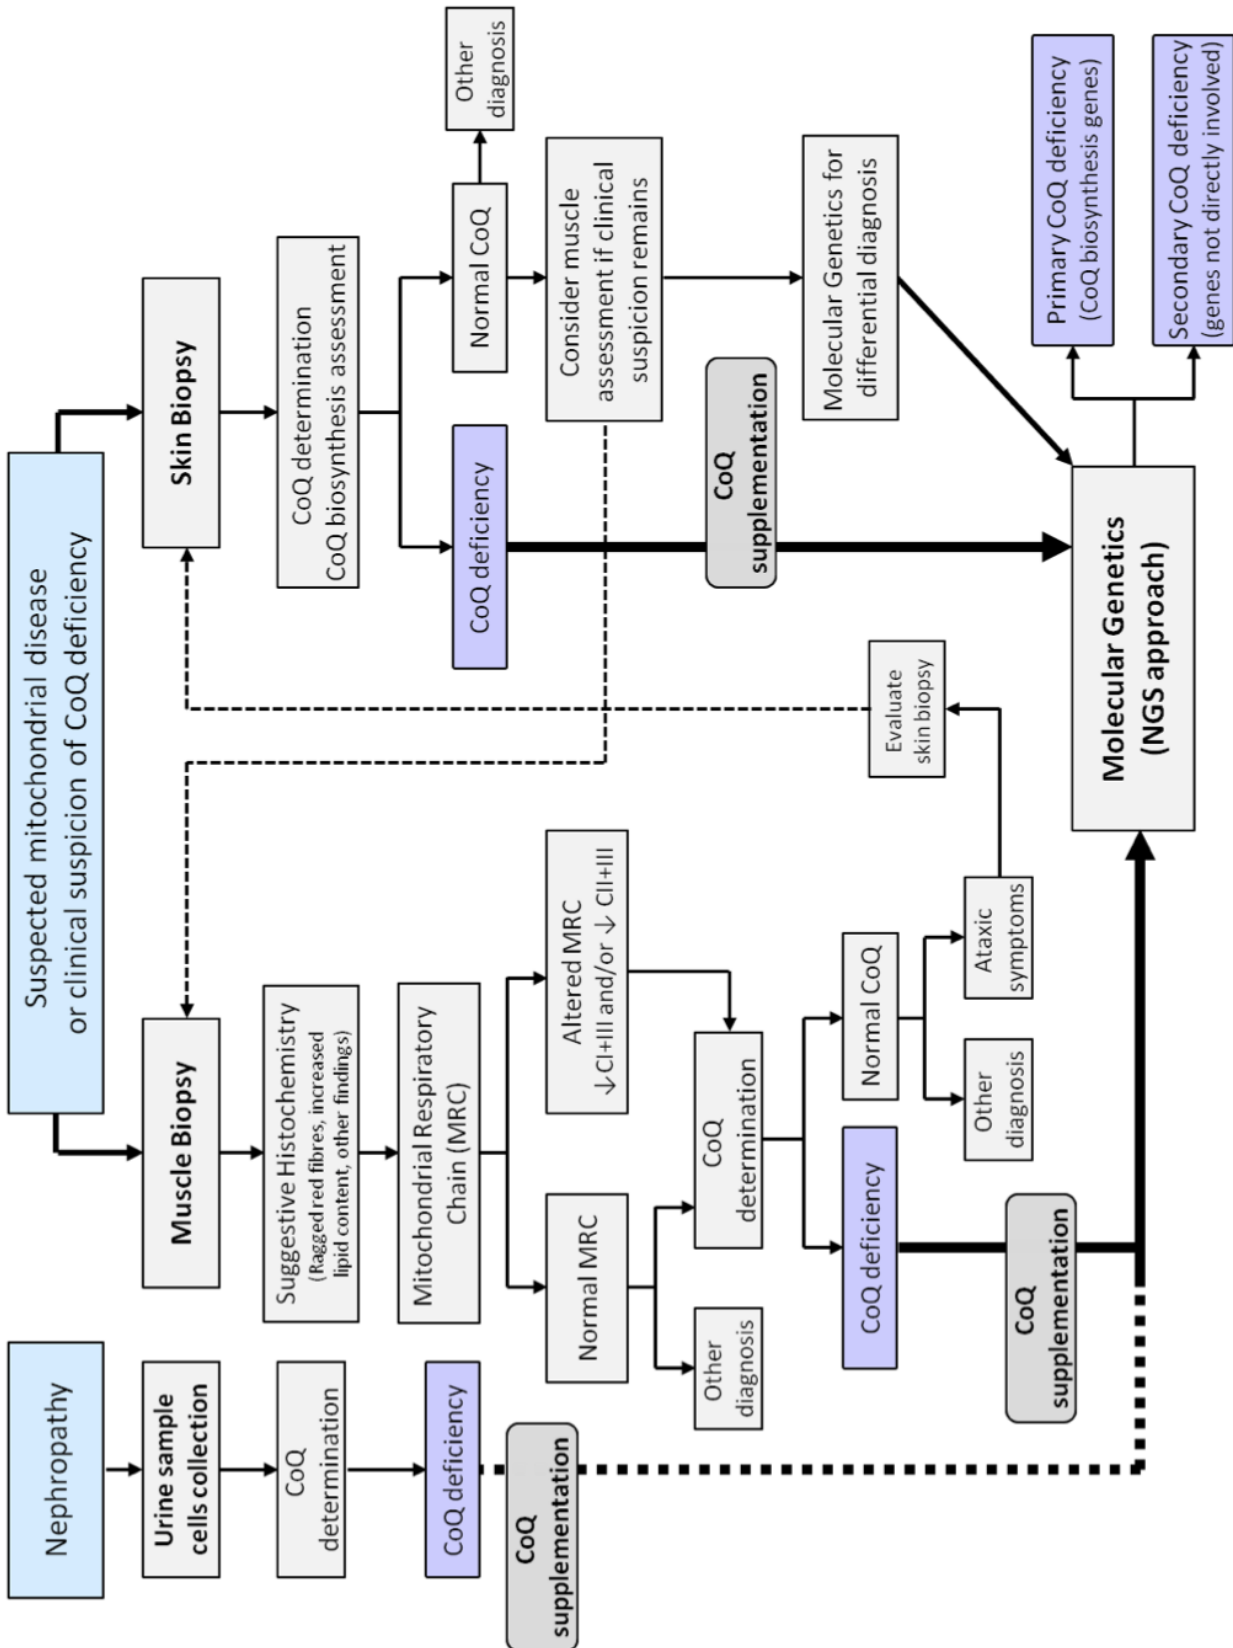 Nephropathy
Suspected mitochondrial disease
or clinical suspicion of CoQ deficiency
Urine sample
cells collection
Muscle Biopsy
Skin Biopsy
CoQ
determination
Suggestive Histochemistry
(Ragged red fibres, increased
lipid content, other findings)
CoQ determination
CoQ biosynthesis assessment
CoQ deficiency
Mitochondrial Respiratory
Chain (MRC)
CoQ deficiency
Normal CoQ
Other
diagnosis
CoQ
supplementation
Normal MRC
Altered MRC
↓CI+III and/or ↓ CII+III
Consider muscle
assessment if clinical
suspicion remains
Other
diagnosis
CoQ
determination
CoQ
supplementation
Molecular Genetics for
differential diagnosis
CoQ deficiency
Normal CoQ
Evaluate
skin biopsy
Other
diagnosis
Ataxic
symptoms
CoQ
supplementation
Molecular Genetics
(NGS approach)
Primary CoQ deficiency
(CoQ biosynthesis genes)
Secondary CoQ deficiency
(genes not directly involved)